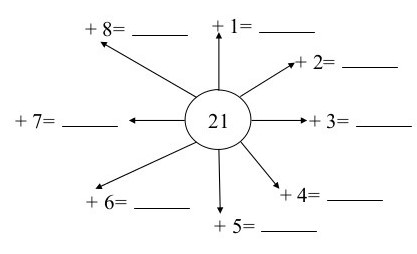 + 8= ______ + 1= ______
+ 2= ______
+ 7= ______ 21 + 3= ______
+ 6= ______ + 4= ______
+ 5= ______